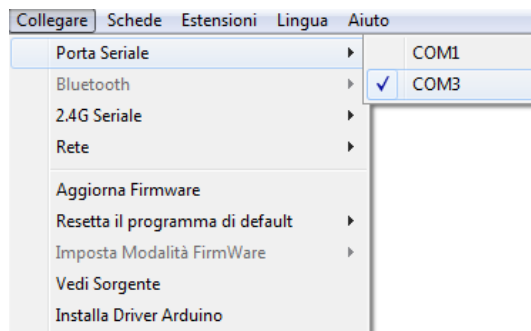 Collegare Schede Estensioni Lingua Aiuto
Porta Seriale
COM1
Bluetooth
COM3
2.4G Seriale
Rete
Aggiorna Firmware
Resetta il programma di default
Imposta Modalità FirmWare
Vedi Sorgente
Installa Driver Arduino